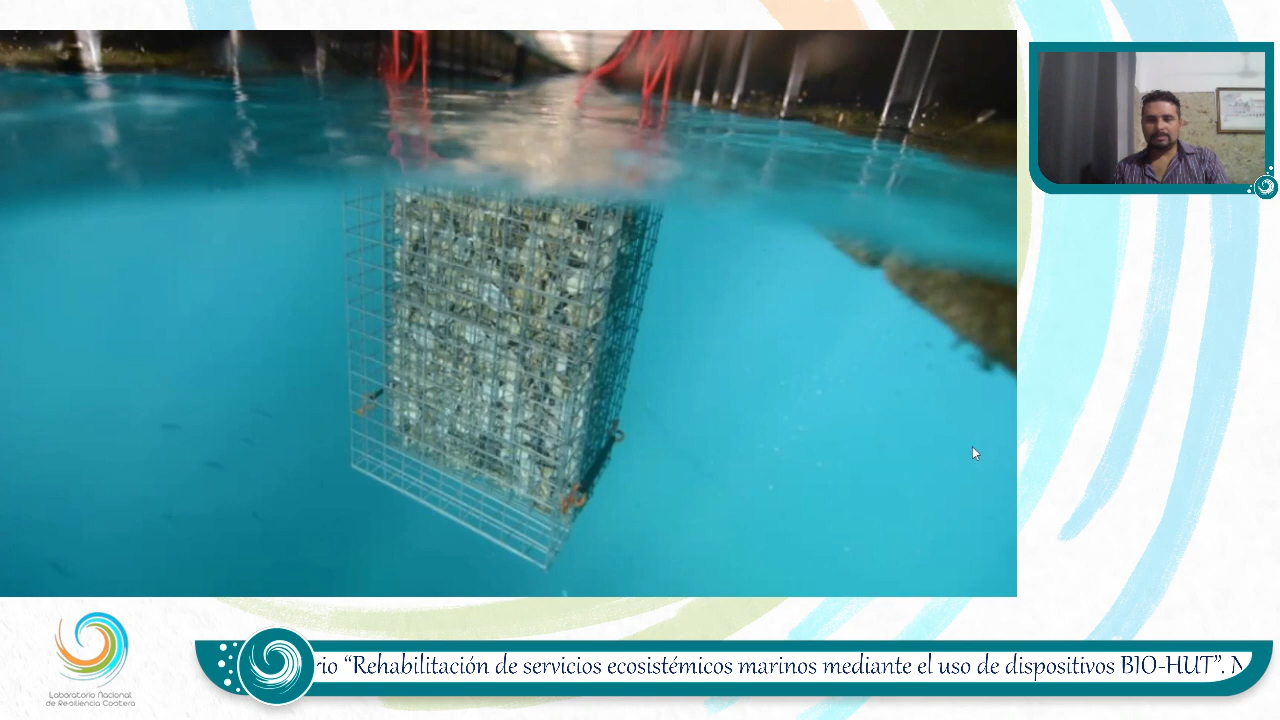 rio “Rehabilitación de servicios ecosistémicos marinos mediante el uso de dispositivos BIO-HUT”. N
Laboratorio Nacional
de Resiliencia Costera